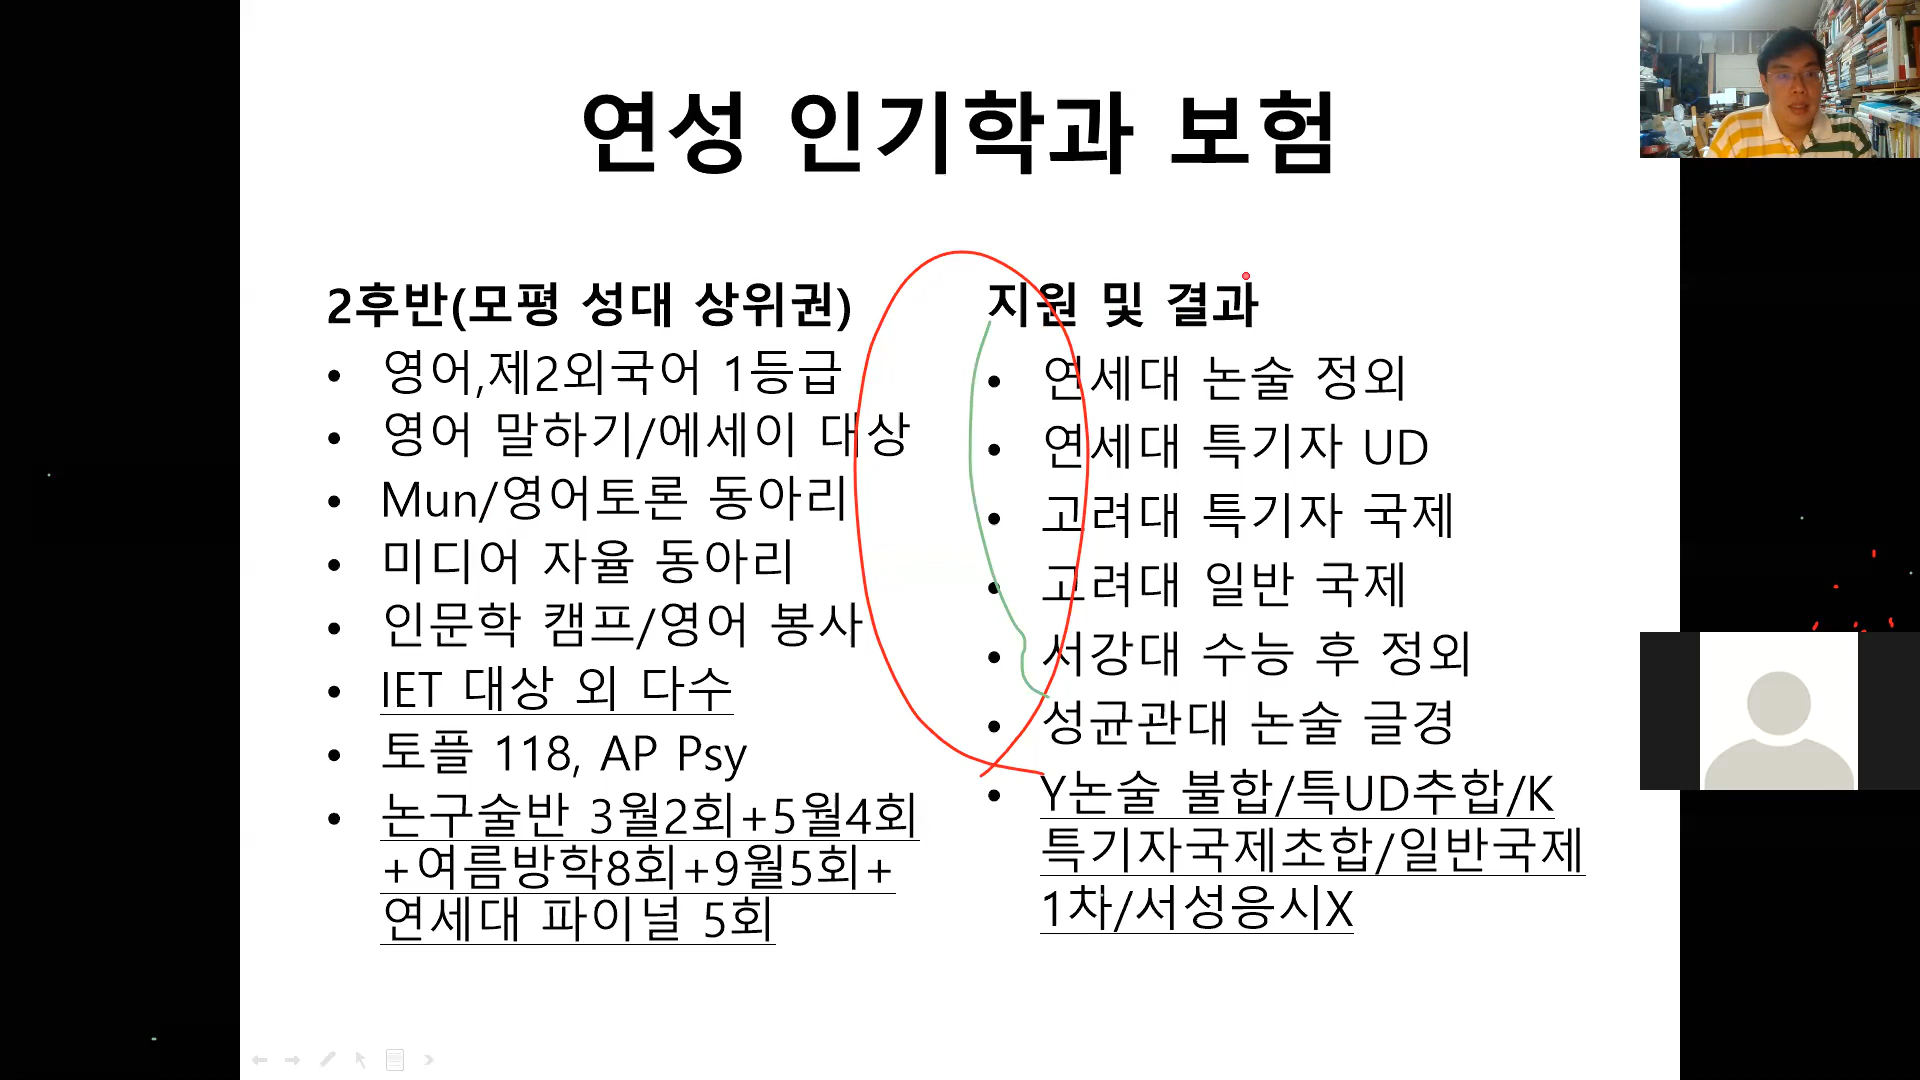 연성 인기학과 보험
2후반(모평 성대 상위권)
• 영어,제2외국어 1등급
• 영어 말하기/에세이 대상
• Mun/영어토론 동아리
• 미디어 자율 동아리
• 인문학 캠프/영어 봉사
• IET 대상 외 다수
• 토플 118, AP Psy
• 논구술반 3월2회+5월4회
+여름방학8회+9월5회+
연세대 파이널 5회
지원 및 결과
• 연세대 논술 정외
• 연세대 특기자 UD
• 고려대 특기자 국제
• 고려대 일반 국제
• 서강대 수능 후 정외
• 성균관대 논술 글경
• Y논술 불합/특UD추합/K
특기자국제초합/일반국제
1차/서성응시X